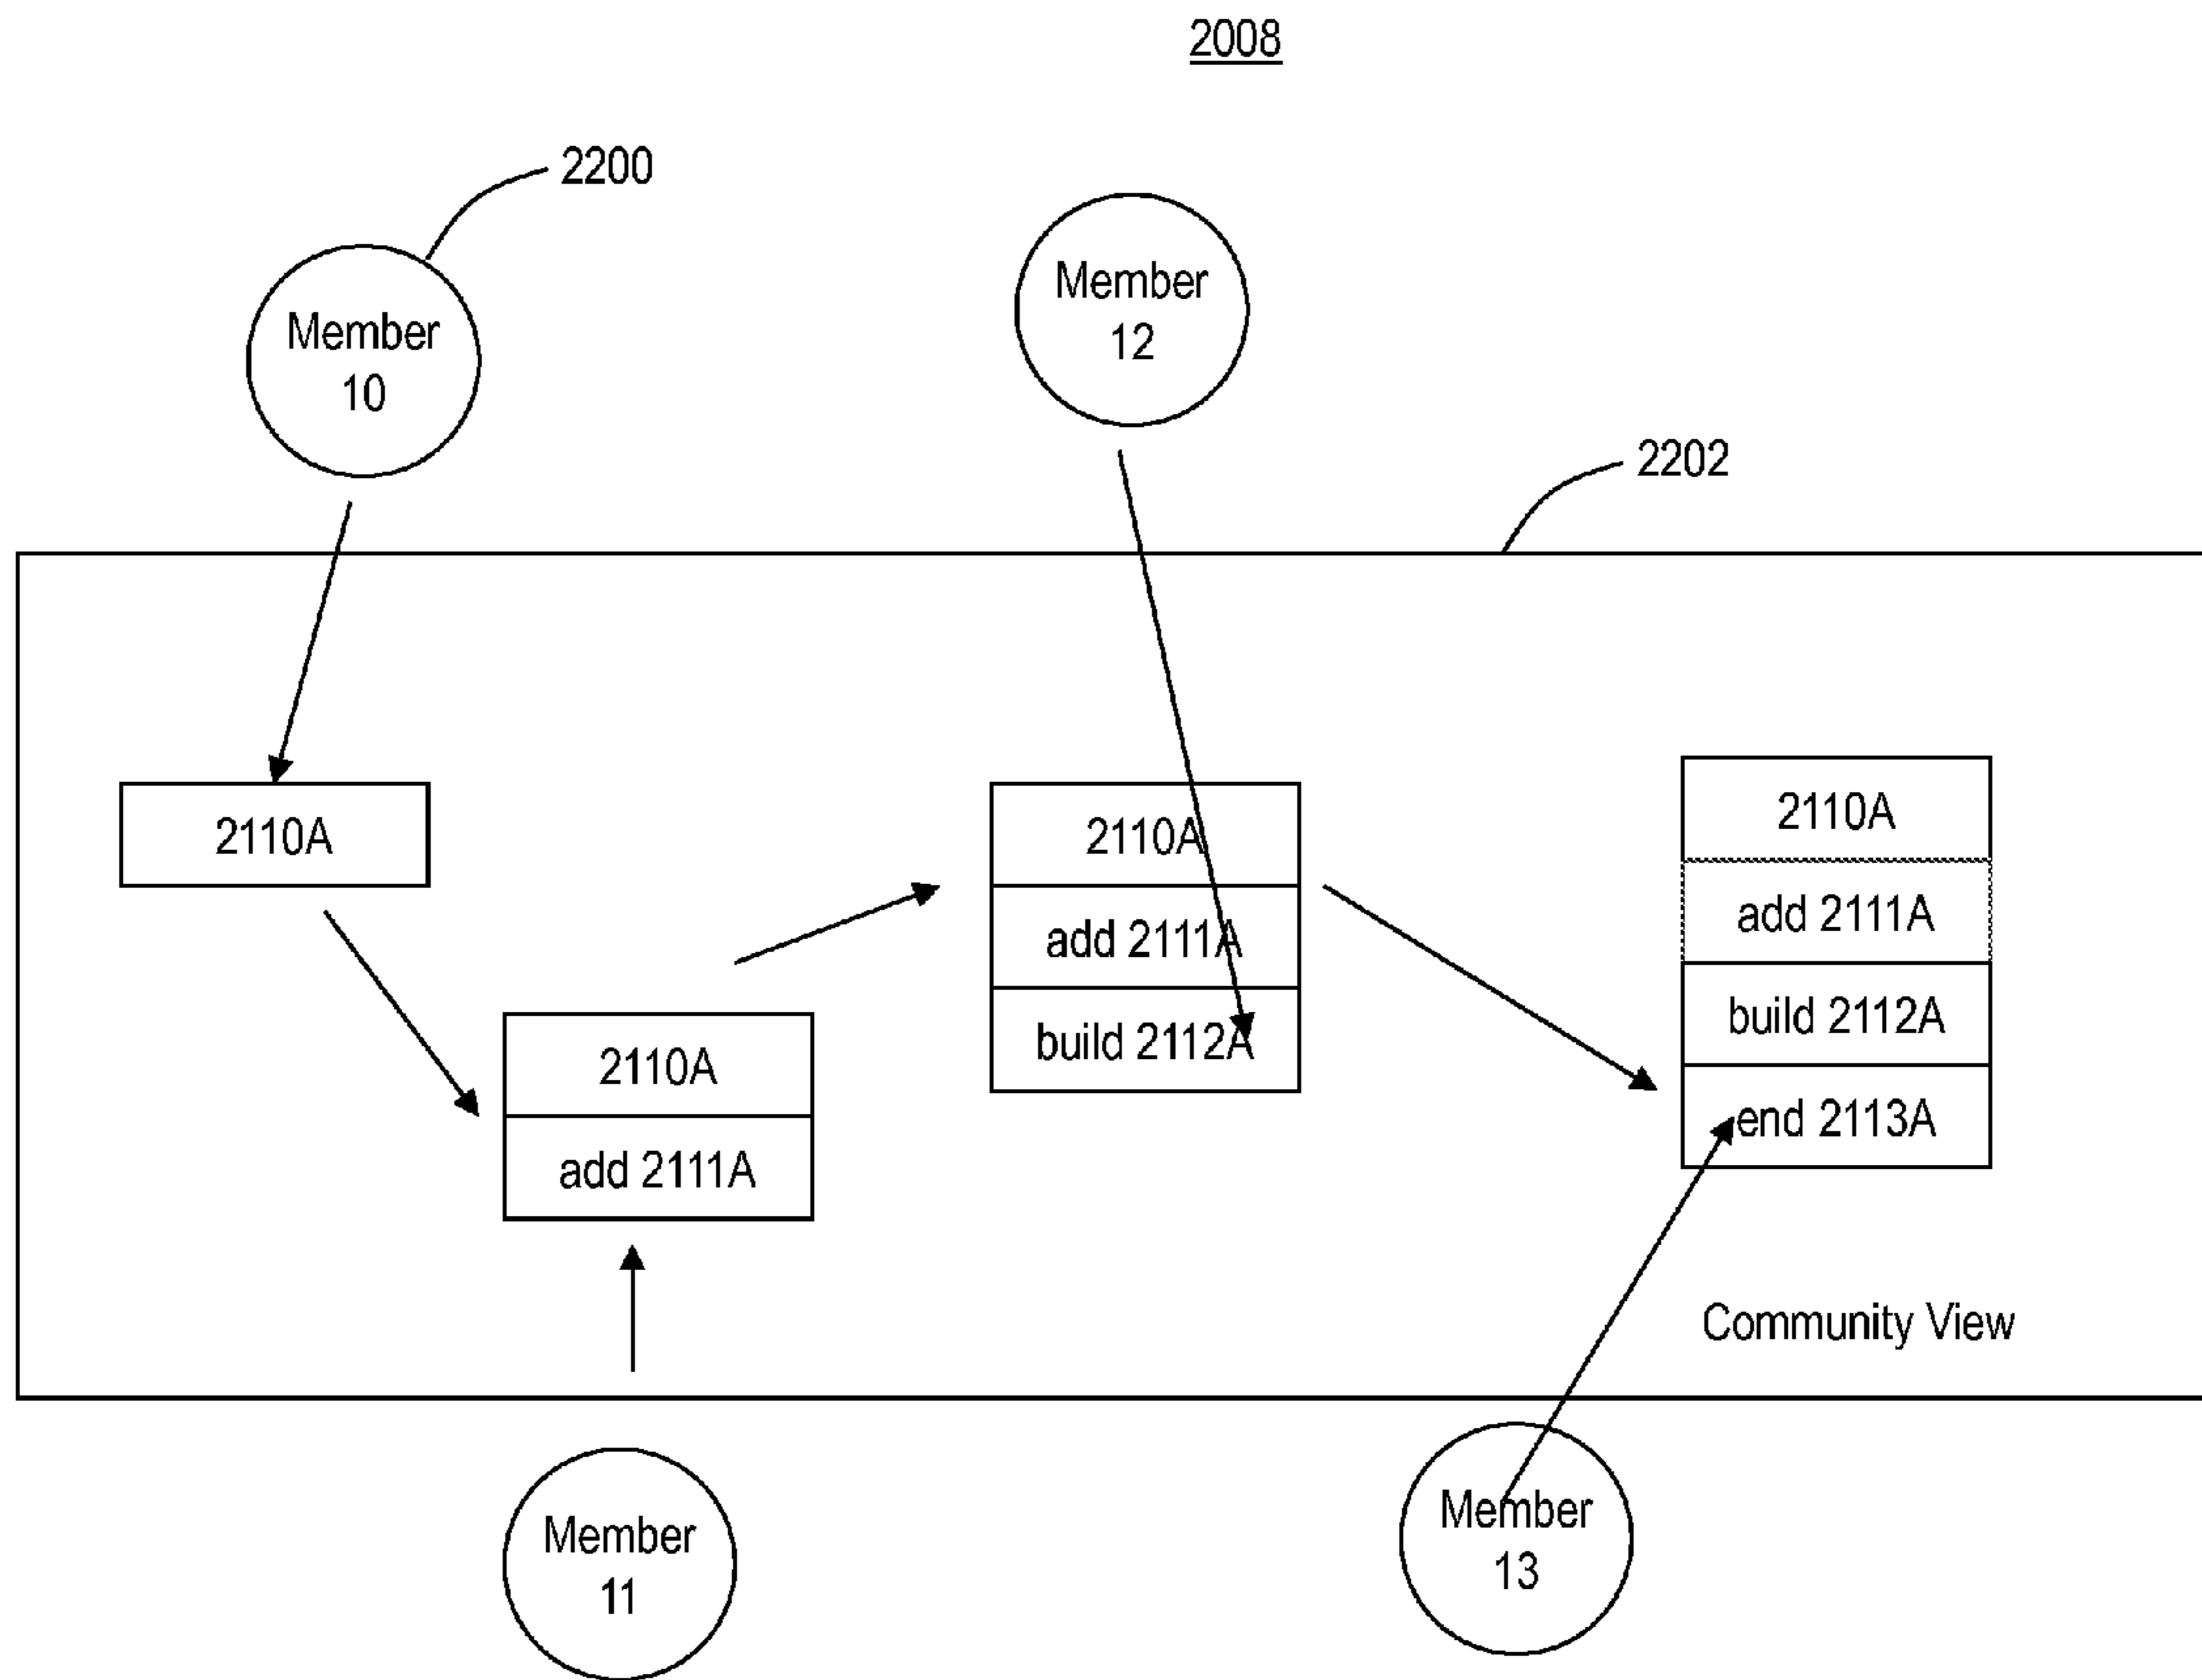 2008
2200
Member
10
Member
12
2202
2110A
2110A
add 2111A
2110A
add 2111A
build 2112A
2110A
add 2111A
build 2112A
end 2113A
Community View
Member
11
Member
13